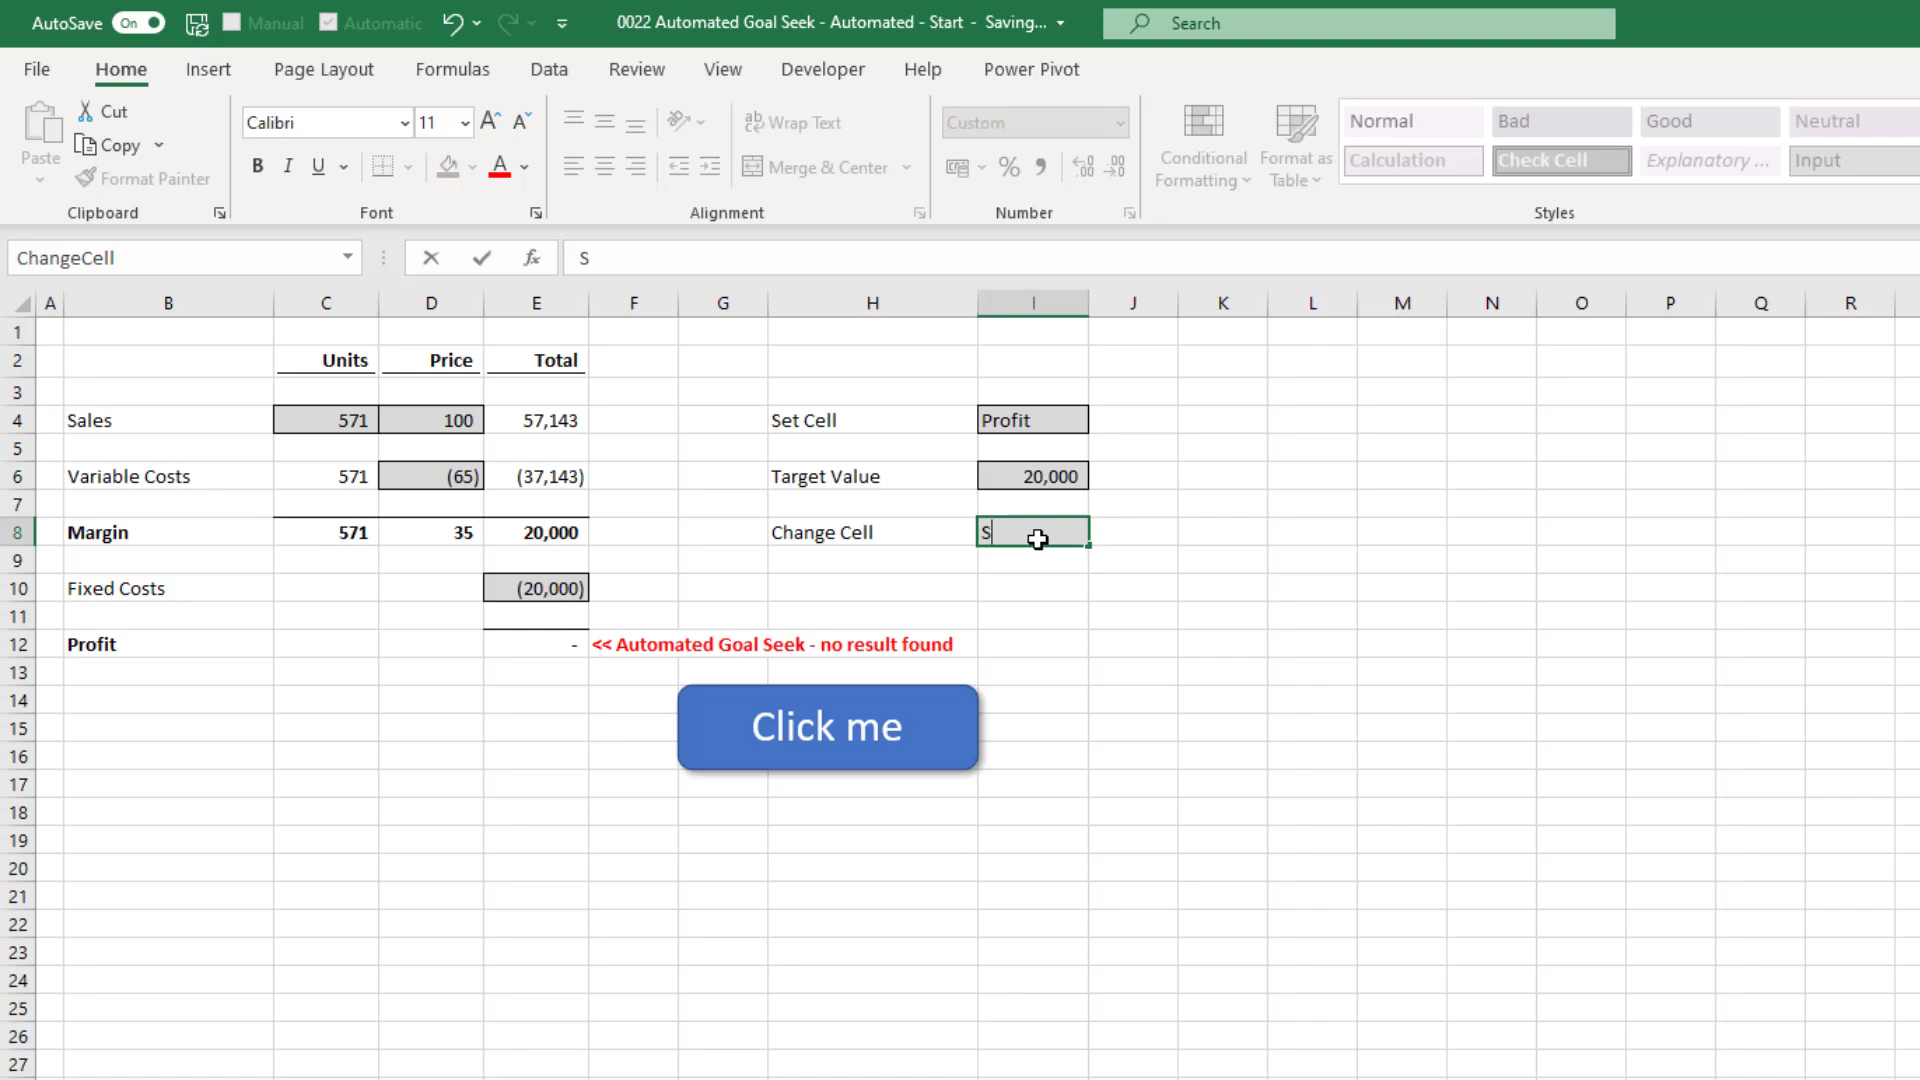 AutoSave On Manual Automatic 0022 Automated Goal Seek - Automated - Start - Saving... Search
File Home Insert Page Layout Formulas Data Review View Developer Help Power Pivot
Paste Cut Copy Format Painter
Clipboard
Calibri 11 A A
B I U A
Font
Wrap Text
Merge & Center
Alignment
Custom
% 9 .00 .00
Number
Conditional Formatting Format as Table
Normal Bad Good Neutral
Calculation Check Cell Explanatory ... Input
Styles
ChangeCell fx S
A B C D E F G H I J K L M N O P Q R
1
2 Units Price Total
3
4 Sales 571 100 57,143 Set Cell Profit
5
6 Variable Costs 571 (65) (37,143) Target Value 20,000
7
8 Margin 571 35 20,000 Change Cell S
9
10 Fixed Costs (20,000)
11
12 Profit - << Automated Goal Seek - no result found
13
14
15 Click me
16
17
18
19
20
21
22
23
24
25
26
27